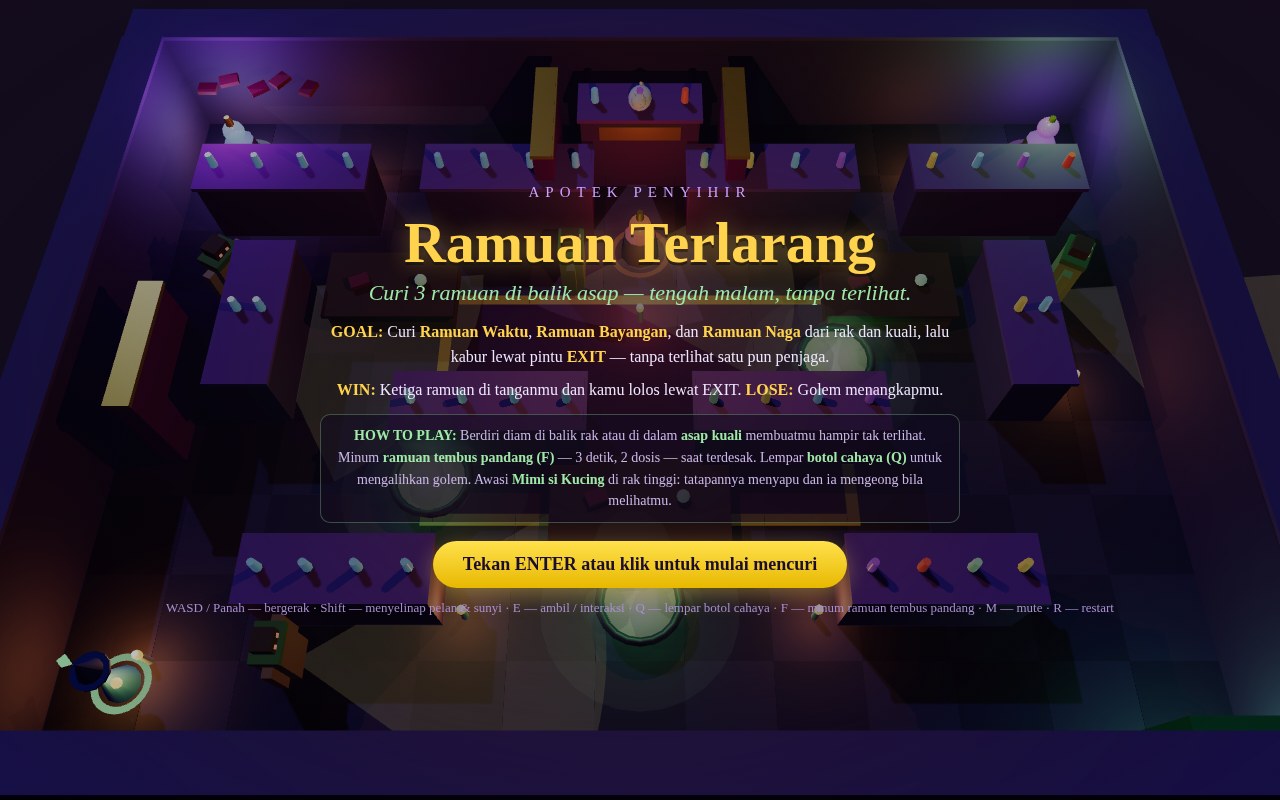 APOTEK PENYIHIR
Ramuan Terlarang
Curi 3 ramuan di balik asap — tengah malam, tanpa terlihat.
GOAL: Curi Ramuan Waktu, Ramuan Bayangan, dan Ramuan Naga dari rak dan kuali, lalu
kabur lewat pintu EXIT — tanpa terlihat satu pun penjaga.
WIN: Ketiga ramuan di tanganmu dan kamu lolos lewat EXIT. LOSE: Golem menangkapmu.
HOW TO PLAY: Berdiri diam di balik rak atau di dalam asap kuali membuatmu hampir tak terlihat.
Minum ramuan tembus pandang (F) — 3 detik, 2 dosis — saat terdesak. Lempar botol cahaya (Q) untuk
mengalihkan golem. Awasi Mimi si Kucing di rak tinggi: tatapannya menyapu dan ia mengeong bila
melihatmu.
Tekan ENTER atau klik untuk mulai mencuri
WASD / Panah — bergerak · Shift — menyelinap pelan & sunyi · E — ambil / interaksi · Q — lempar botol cahaya · F — minum ramuan tembus pandang · M — mute · R — restart